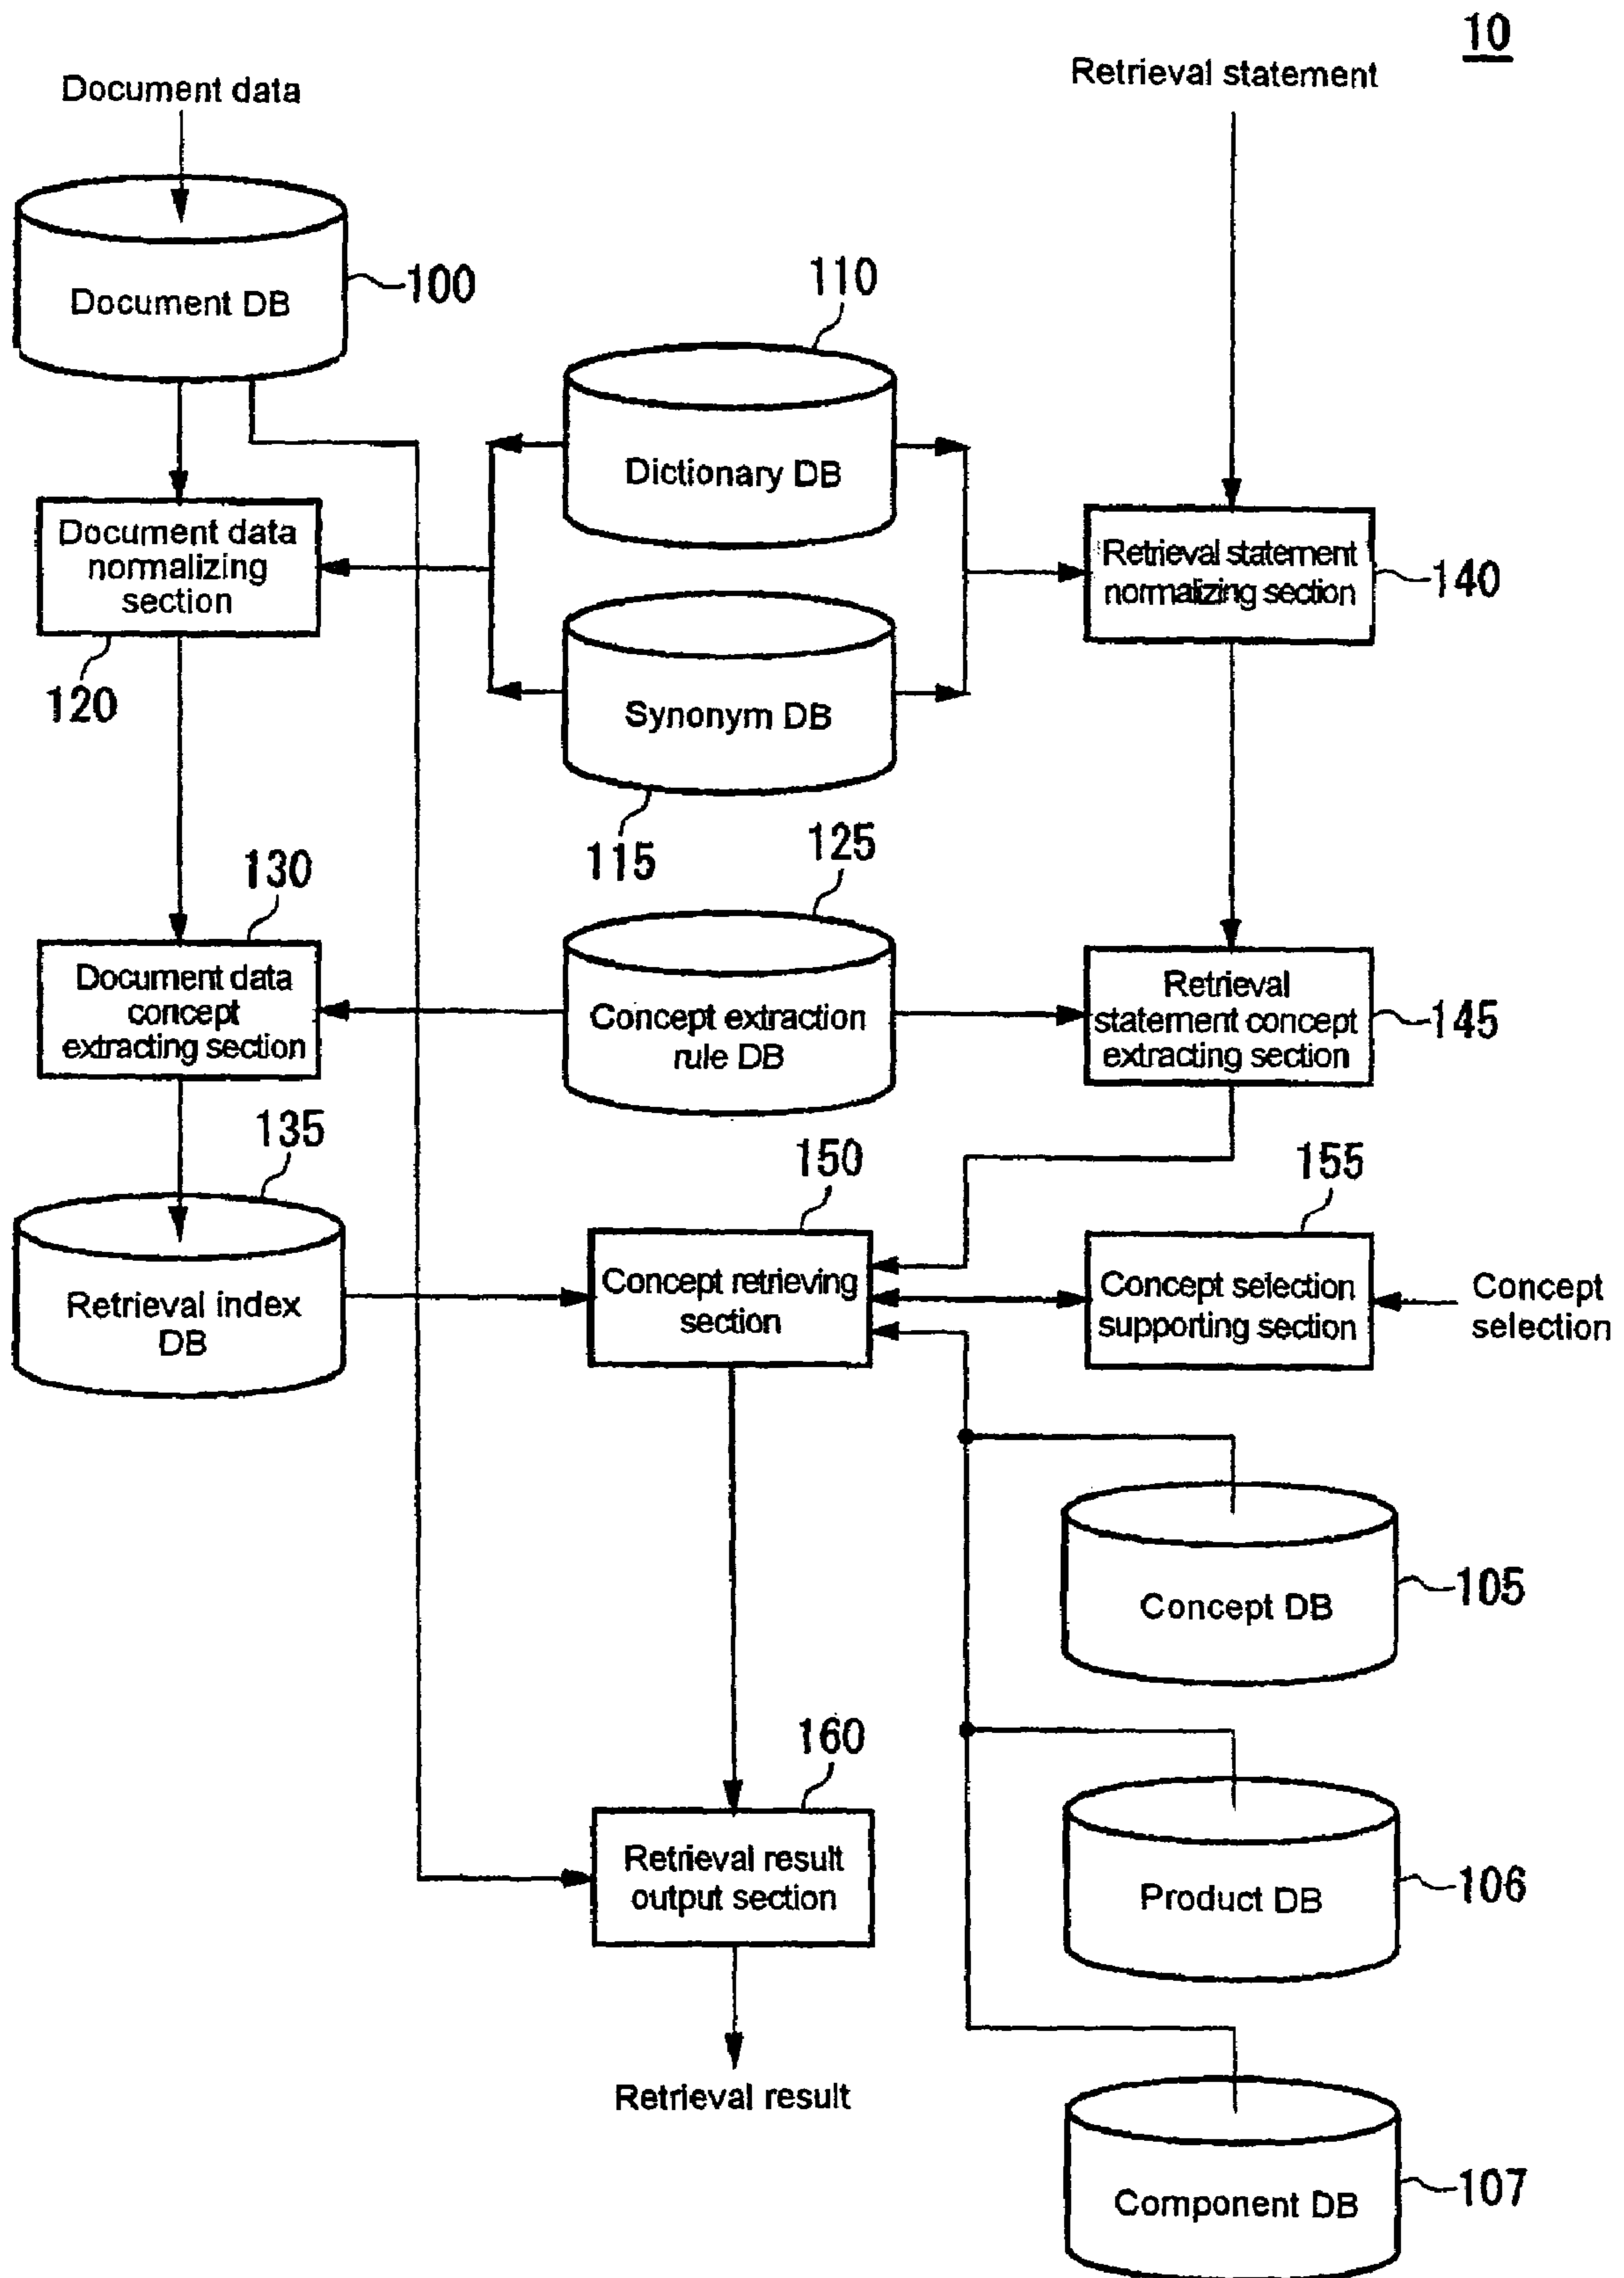 10
Document data
Retrieval statement
Document DB
100
110
Dictionary DB
Document data
normalizing
section
120
Retrieval statement
normalizing section
140
Synonym DB
115
125
130
Document data
concept
extracting section
Concept extraction
rule DB
Retrieval
statement concept
extracting section
145
135
Retrieval index
DB
150
Concept retrieving
section
155
Concept selection
supporting section
Concept
selection
Concept DB
105
160
Retrieval result
output section
Product DB
106
Retrieval result
Component DB
107